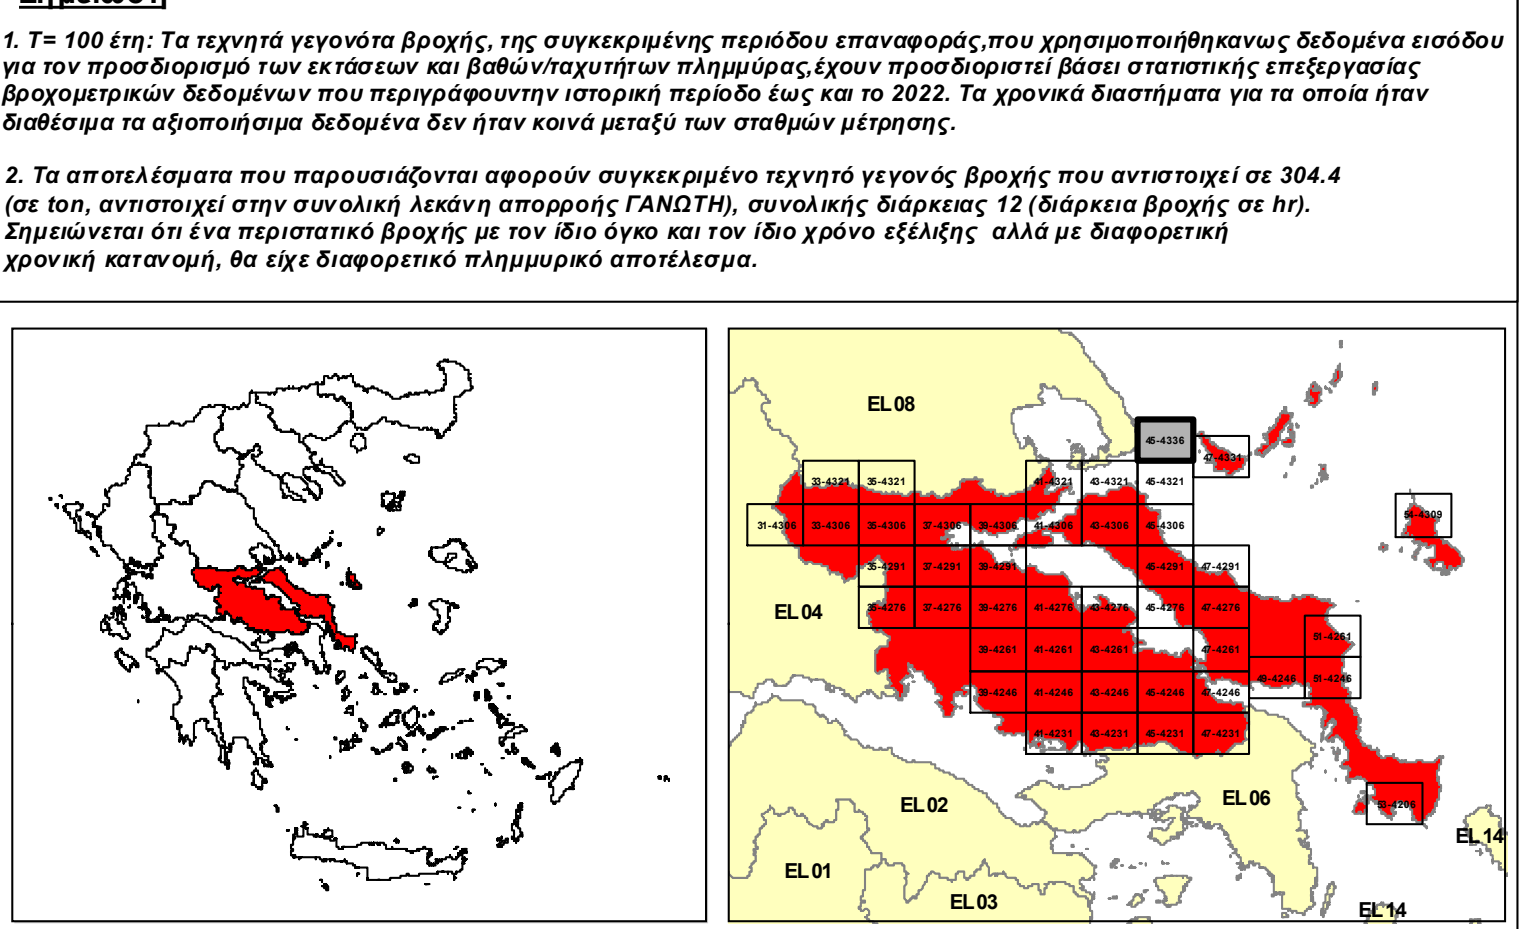 Σημείωση
1. Τ= 100 έτη: Τα τεχνητά γεγονότα βροχής, της συγκεκριμένης περιόδου επαναφοράς,που χρησιμοποιήθηκανως δεδομένα εισόδου
για τον προσδιορισμό των εκτάσεων και βαθών/ταχυτήτων πλημμύρας,έχουν προσδιοριστεί βάσει στατιστικής επεξεργασίας
βροχομετρικών δεδομένων που περιγράφουντην ιστορική περίοδο έως και το 2022. Τα χρονικά διαστήματα για τα οποία ήταν
διαθέσιμα τα αξιοποιήσιμα δεδομένα δεν ήταν κοινά μεταξύ των σταθμών μέτρησης.
2. Τα αποτελέσματα που παρουσιάζονται αφορούν συγκεκριμένο τεχνητό γεγονός βροχής που αντιστοιχεί σε 304.4
(σε ton, αντιστοιχεί στην συνολική λεκάνη απορροής ΓΑΝΩΤΗ), συνολικής διάρκειας 12 (διάρκεια βροχής σε hr).
Σημειώνεται ότι ένα περιστατικό βροχής με τον ίδιο όγκο και τον ίδιο χρόνο εξέλιξης αλλά με διαφορετική
χρονική κατανομή, θα είχε διαφορετικό πλημμυρικό αποτέλεσμα.
EL08
45-4336
47-4331
33-4321 35-4321 41-4321 43-4321 45-4321
54-4309
31-4306 33-4306 35-4306 37-4306 39-4306 41-4306 43-4306 45-4306
35-4291 37-4291 39-4291 45-4291 47-4291
EL04
35-4276 37-4276 39-4276 41-4276 43-4276 45-4276 47-4276
51-4261
39-4261 41-4261 43-4261 47-4261
49-4246 51-4246
39-4246 41-4246 43-4246 45-4246 47-4246
41-4231 43-4231 45-4231 47-4231
EL02
EL06
53-4206
EL14
EL01
EL03
EL14